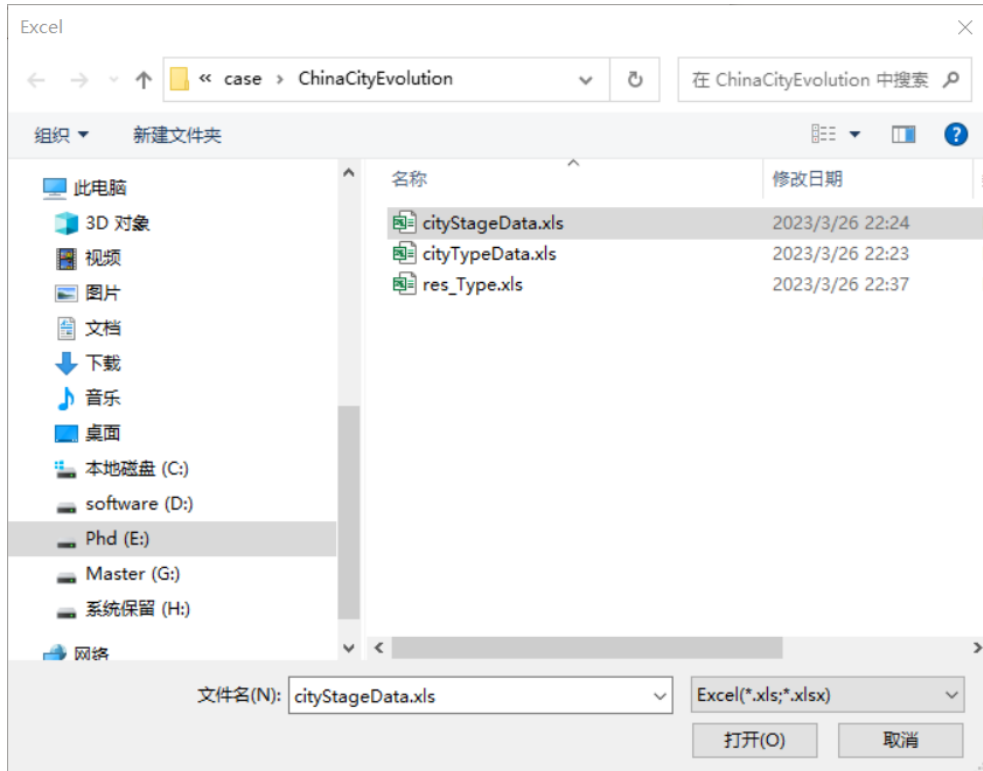 Excel
« case › ChinaCityEvolution
在 ChinaCityEvolution 中搜索
组织
新建文件夹
?
此电脑
3D 对象
视频
图片
文档
下载
音乐
桌面
本地磁盘 (C:)
software (D:)
Phd (E:)
Master (G:)
系统保留 (H:)
网络
名称 修改日期
cityStageData.xls 2023/3/26 22:24
cityTypeData.xls 2023/3/26 22:23
res_Type.xls 2023/3/26 22:37
文件名(N): cityStageData.xls Excel(*.xls;*.xlsx)
打开(O) 取消